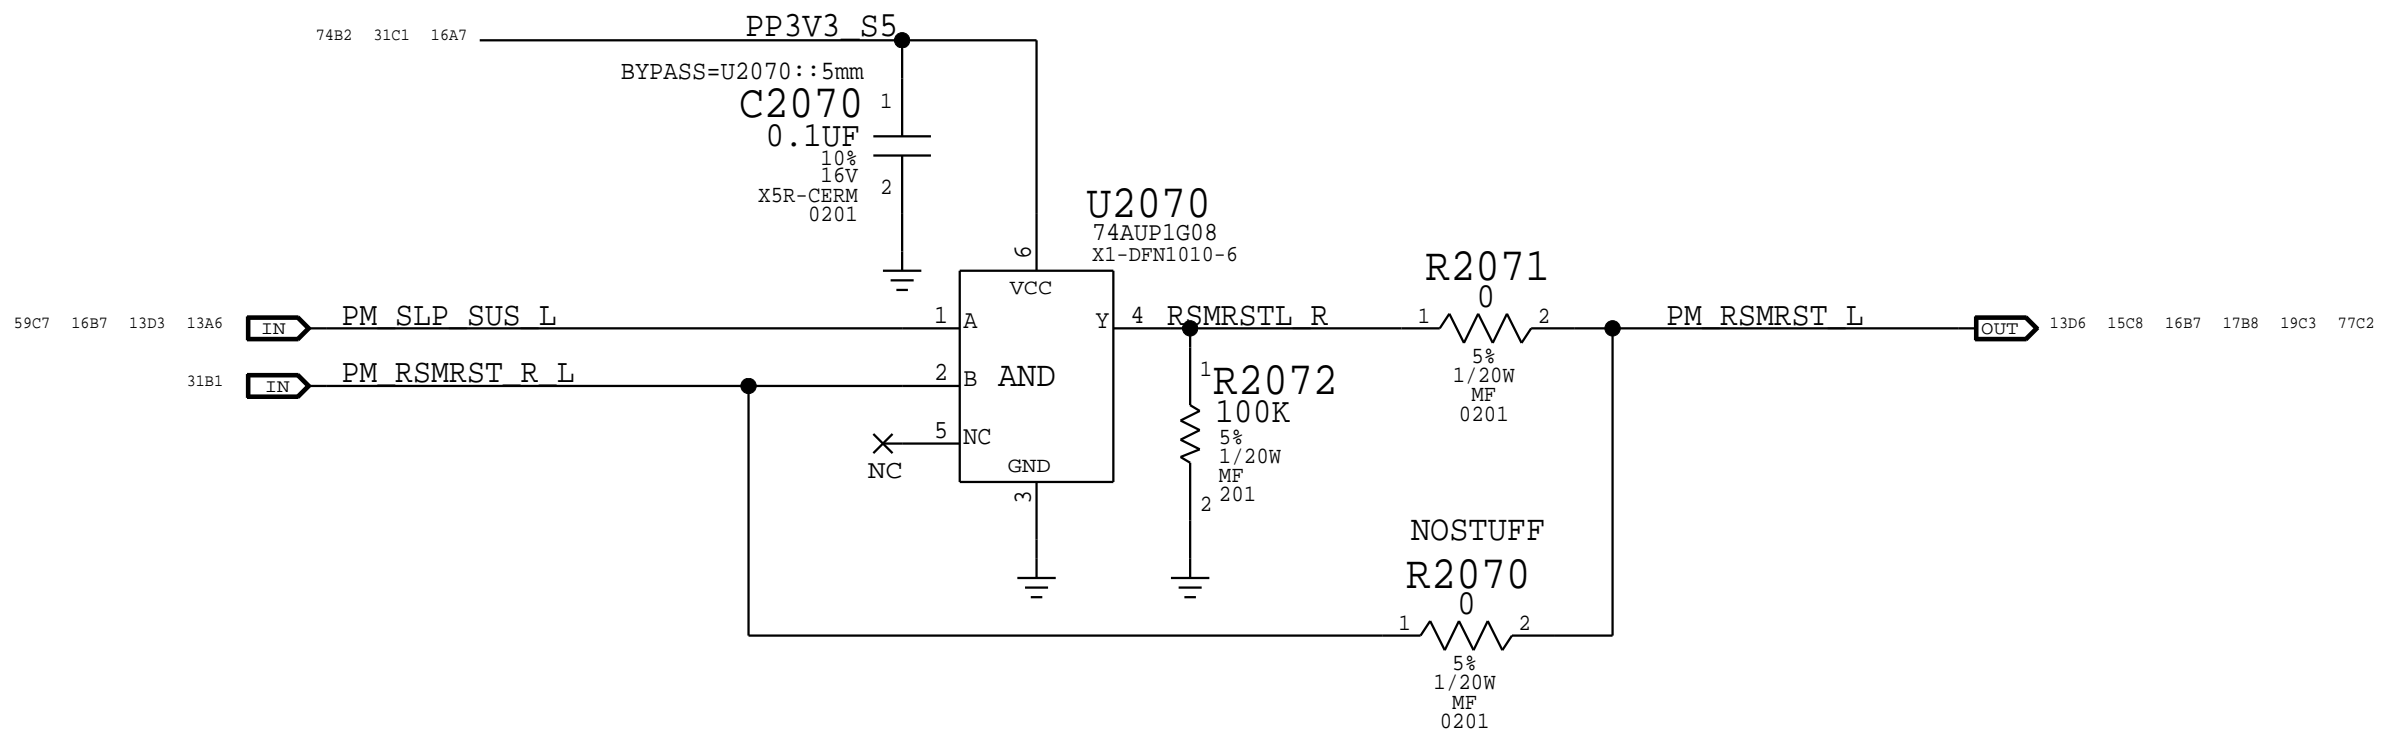 PP3V3_S5
74B2 31C1 16A7
BYPASS=U2070::5mm
C2070
1
0.1UF
10%
16V
2
X5R-CERM
0201
U2070
74AUP1G08
X1-DFN1010-6
6
VCC
R2071
0
59C7 16B7 13D3 13A6
IN
PM_SLP_SUS_L
1
A
Y
4
RSMRSTL_R
1
2
PM_RSMRST_L
OUT
13D6 15C8 16B7 17B8 19C3 77C2
5%
1/20W
MF
0201
31B1
IN
PM_RSMRST_R_L
2
B
AND
1
R2072
100K
5%
1/20W
MF
201
2
5
NC
NC
GND
3
NOSTUFF
R2070
0
1
2
5%
1/20W
MF
0201